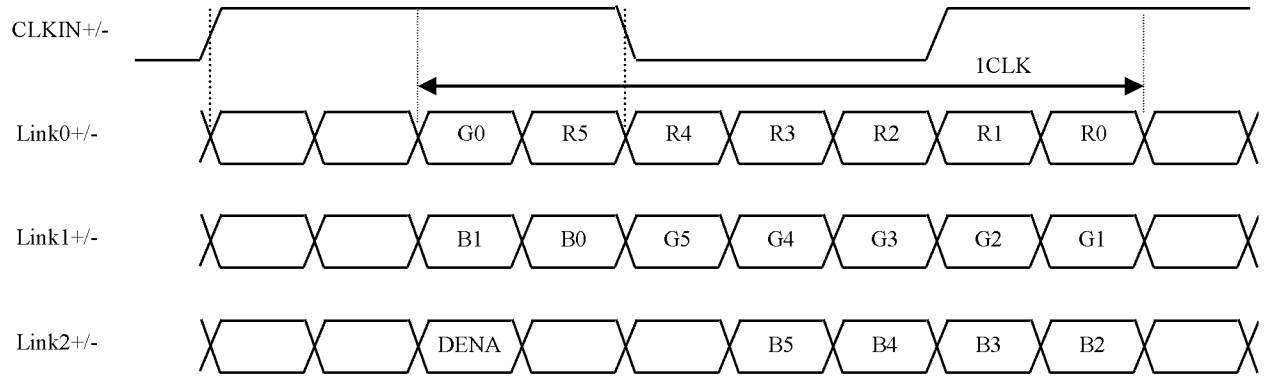 CLKIN+/-
1CLK
Link0+/- G0 R5 R4 R3 R2 R1 R0
Link1+/- B1 B0 G5 G4 G3 G2 G1
Link2+/- DENA B5 B4 B3 B2